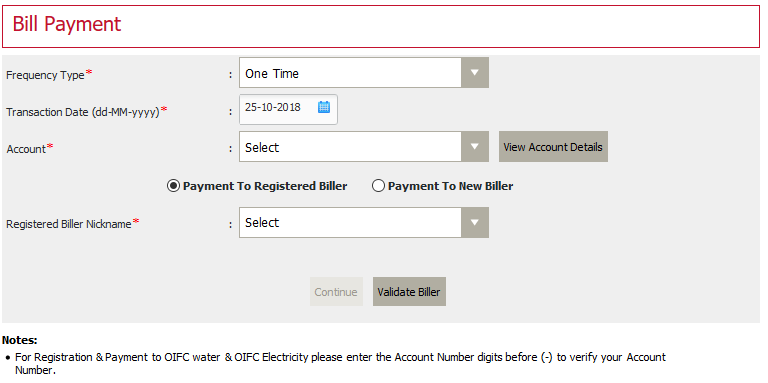 Bill Payment
Frequency Type* : One Time
Transaction Date (dd-MM-yyyy)* : 25-10-2018
Account* : Select View Account Details
Payment To Registered Biller Payment To New Biller
Registered Biller Nickname* : Select
Continue Validate Biller
Notes:
• For Registration & Payment to OIFC water & OIFC Electricity please enter the Account Number digits before (-) to verify your Account
Number.